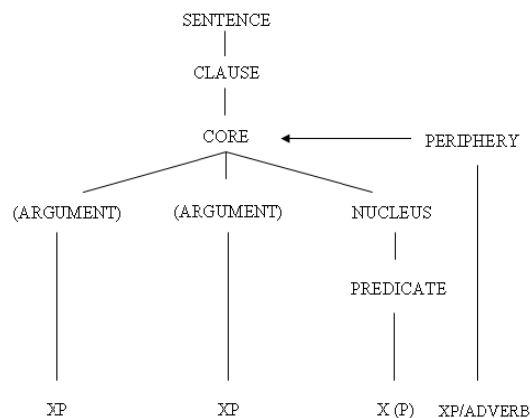 SENTENCE
CLAUSE
CORE
PERIPHERY
(ARGUMENT) (ARGUMENT) NUCLEUS
PREDICATE
XP XP X (P) XP/ADVERB